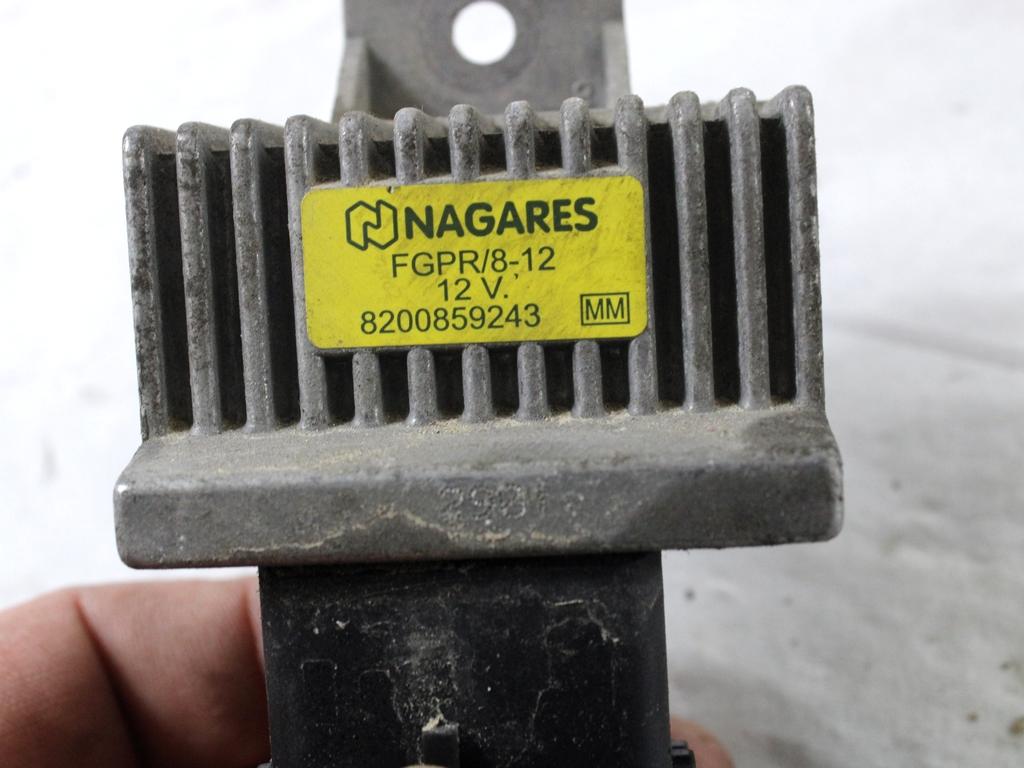 NAGARES
FGPR/8-12
12 V.
8200859243
MM